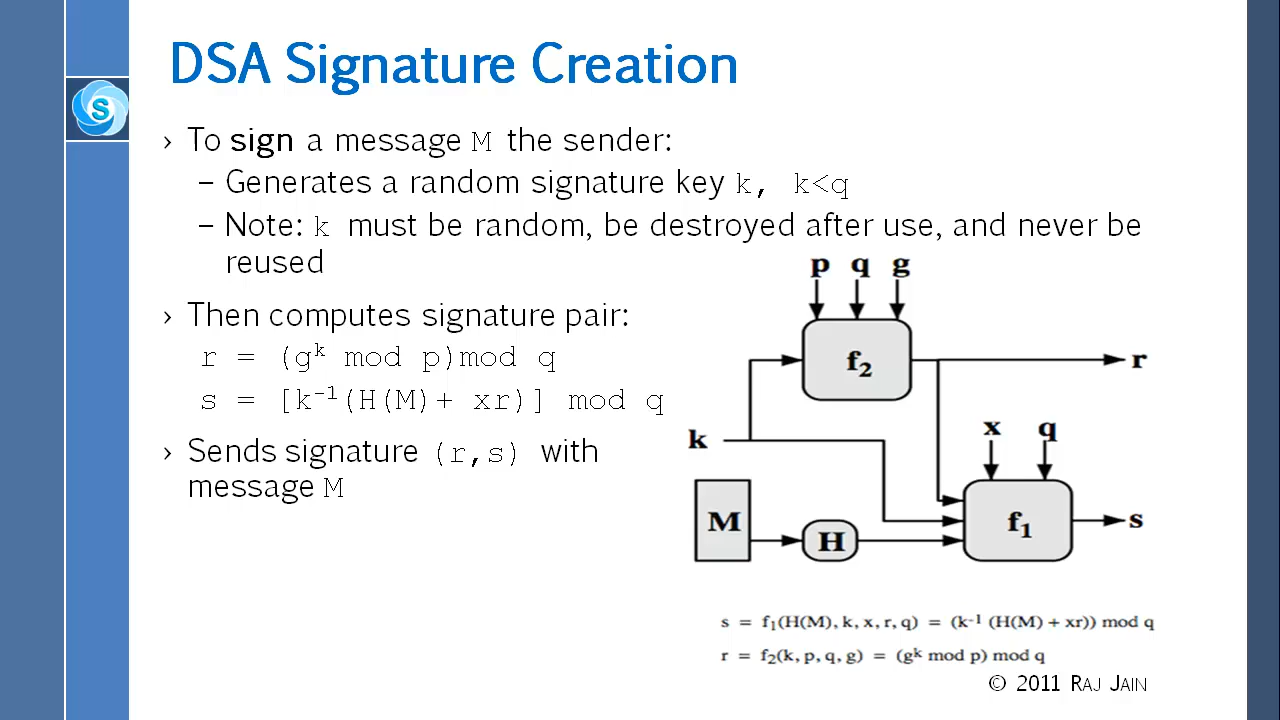 DSA Signature Creation
S
› To sign a message M the sender:
– Generates a random signature key k, k<q
– Note: k must be random, be destroyed after use, and never be
reused
› Then computes signature pair:
r = (gᵏ mod p)mod q
s = [k⁻¹(H(M)+ xr)] mod q
› Sends signature (r,s) with
message M
p q g
f₂
r
k
x q
M
H
f₁
s
s = f₁(H(M), k, x, r, q) = (k⁻¹ (H(M) + xr)) mod q
r = f₂(k, p, q, g) = (gᵏ mod p) mod q
© 2011 Raj Jain